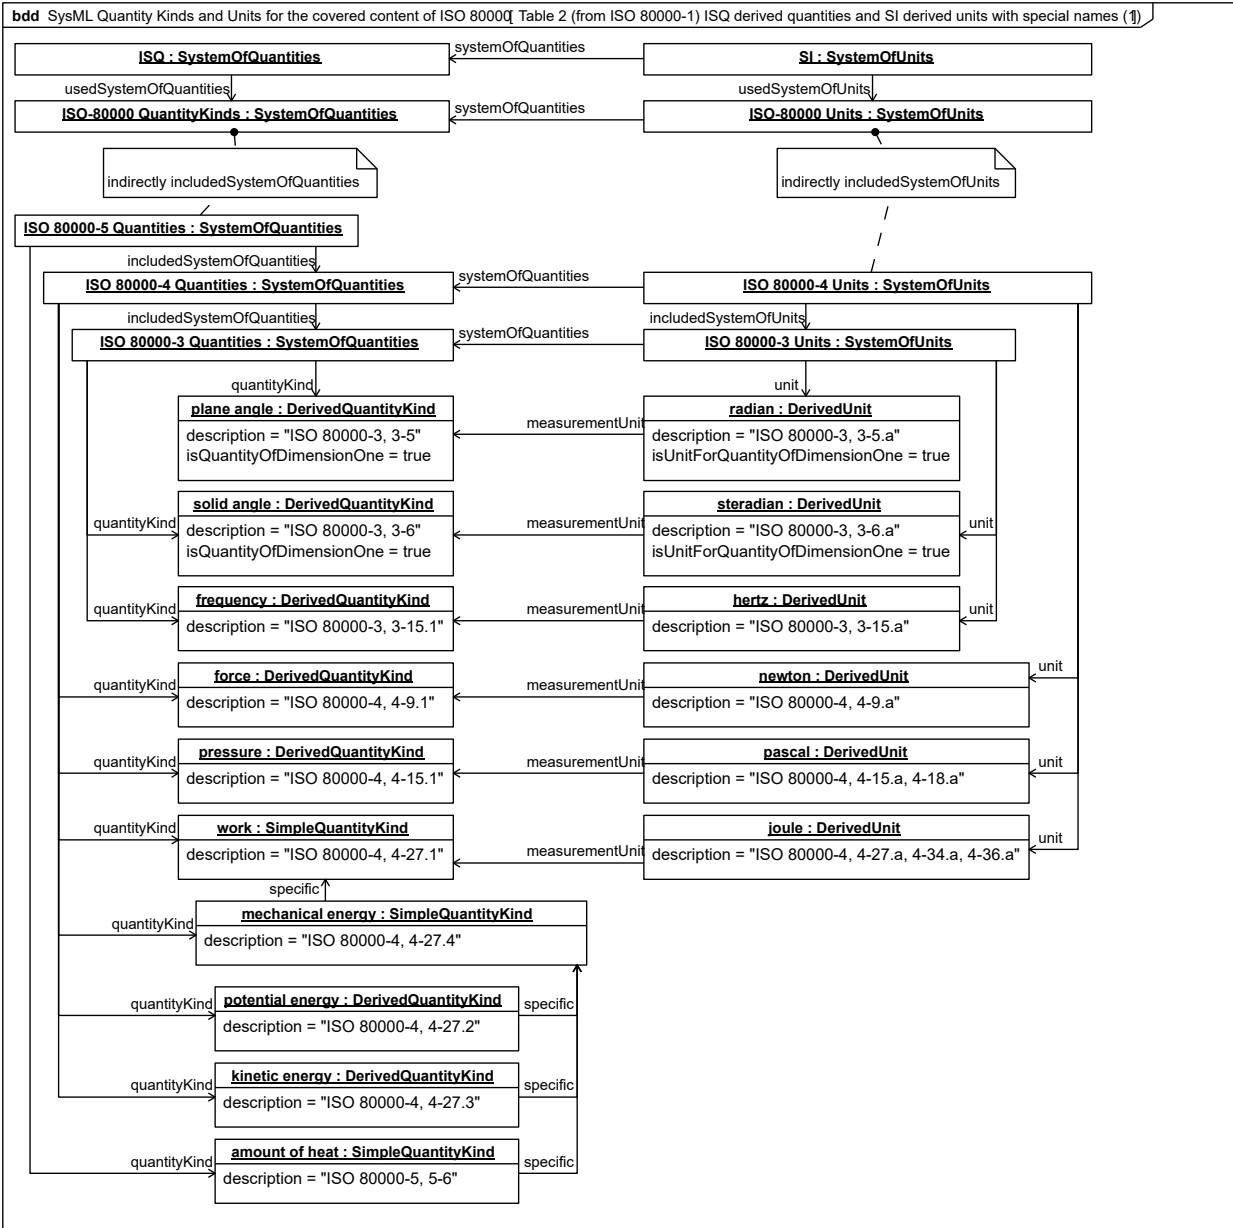 bdd SysML Quantity Kinds and Units for the covered content of ISO 80000[ Table 2 (from ISO 80000-1) ISQ derived quantities and SI derived units with special names (1)]
ISQ : SystemOfQuantities
systemOfQuantities
SI : SystemOfUnits
usedSystemOfQuantities
usedSystemOfUnits
ISO-80000 QuantityKinds : SystemOfQuantities
systemOfQuantities
ISO-80000 Units : SystemOfUnits
indirectly includedSystemOfQuantities
indirectly includedSystemOfUnits
ISO 80000-5 Quantities : SystemOfQuantities
includedSystemOfQuantities
ISO 80000-4 Quantities : SystemOfQuantities
systemOfQuantities
ISO 80000-4 Units : SystemOfUnits
includedSystemOfQuantities
includedSystemOfUnits
ISO 80000-3 Quantities : SystemOfQuantities
systemOfQuantities
ISO 80000-3 Units : SystemOfUnits
quantityKind
unit
plane angle : DerivedQuantityKind
description = "ISO 80000-3, 3-5"
isQuantityOfDimensionOne = true
measurementUnit
radian : DerivedUnit
description = "ISO 80000-3, 3-5.a"
isUnitForQuantityOfDimensionOne = true
quantityKind
solid angle : DerivedQuantityKind
description = "ISO 80000-3, 3-6"
isQuantityOfDimensionOne = true
measurementUnit
steradian : DerivedUnit
description = "ISO 80000-3, 3-6.a"
isUnitForQuantityOfDimensionOne = true
unit
quantityKind
frequency : DerivedQuantityKind
description = "ISO 80000-3, 3-15.1"
measurementUnit
hertz : DerivedUnit
description = "ISO 80000-3, 3-15.a"
unit
quantityKind
force : DerivedQuantityKind
description = "ISO 80000-4, 4-9.1"
measurementUnit
newton : DerivedUnit
description = "ISO 80000-4, 4-9.a"
unit
quantityKind
pressure : DerivedQuantityKind
description = "ISO 80000-4, 4-15.1"
measurementUnit
pascal : DerivedUnit
description = "ISO 80000-4, 4-15.a, 4-18.a"
unit
quantityKind
work : SimpleQuantityKind
description = "ISO 80000-4, 4-27.1"
measurementUnit
joule : DerivedUnit
description = "ISO 80000-4, 4-27.a, 4-34.a, 4-36.a"
unit
specific
quantityKind
mechanical energy : SimpleQuantityKind
description = "ISO 80000-4, 4-27.4"
quantityKind
potential energy : DerivedQuantityKind
description = "ISO 80000-4, 4-27.2"
specific
quantityKind
kinetic energy : DerivedQuantityKind
description = "ISO 80000-4, 4-27.3"
specific
quantityKind
amount of heat : SimpleQuantityKind
description = "ISO 80000-5, 5-6"
specific